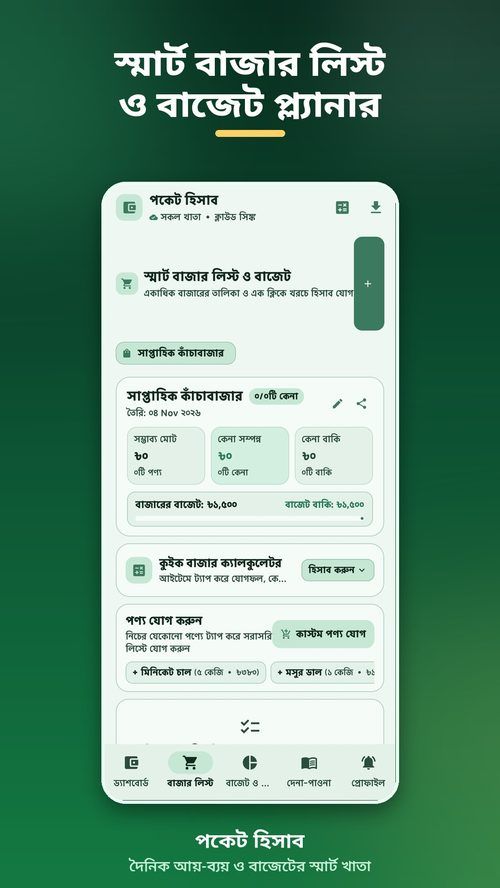 স্মার্ট বাজার লিস্ট
ও বাজেট প্ল্যানার
পকেট হিসাব
সকল খাতা • ক্লাউড সিঙ্ক
স্মার্ট বাজার লিস্ট ও বাজেট
একাধিক বাজারের তালিকা ও এক ক্লিকে খরচে হিসাব যোগ
+
সাপ্তাহিক কাঁচাবাজার
সাপ্তাহিক কাঁচাবাজার ০/০টি কেনা
তৈরি: ০৪ Nov ২০২৬
সম্ভাব্য মোট কেনা সম্পন্ন কেনা বাকি
৳০ ৳০ ৳০
০টি পণ্য ০টি কেনা ০টি বাকি
বাজারের বাজেট: ৳১,৫০০ বাজেট বাকি: ৳১,৫০০
কুইক বাজার ক্যালকুলেটর
আইটেমে ট্যাপ করে যোগফল, কে...
হিসাব করুন
পণ্য যোগ করুন
নিচের যেকোনো পণ্যে ট্যাপ করে সরাসরি
লিস্টে যোগ করুন
কাস্টম পণ্য যোগ
+ মিনিকেট চাল (৫ কেজি • ৳৩৮০) + মসুর ডাল (১ কেজি • ৳১
ড্যাশবোর্ড বাজার লিস্ট বাজেট ও ... দেনা-পাওনা প্রোফাইল
পকেট হিসাব
দৈনিক আয়-ব্যয় ও বাজেটের স্মার্ট খাতা